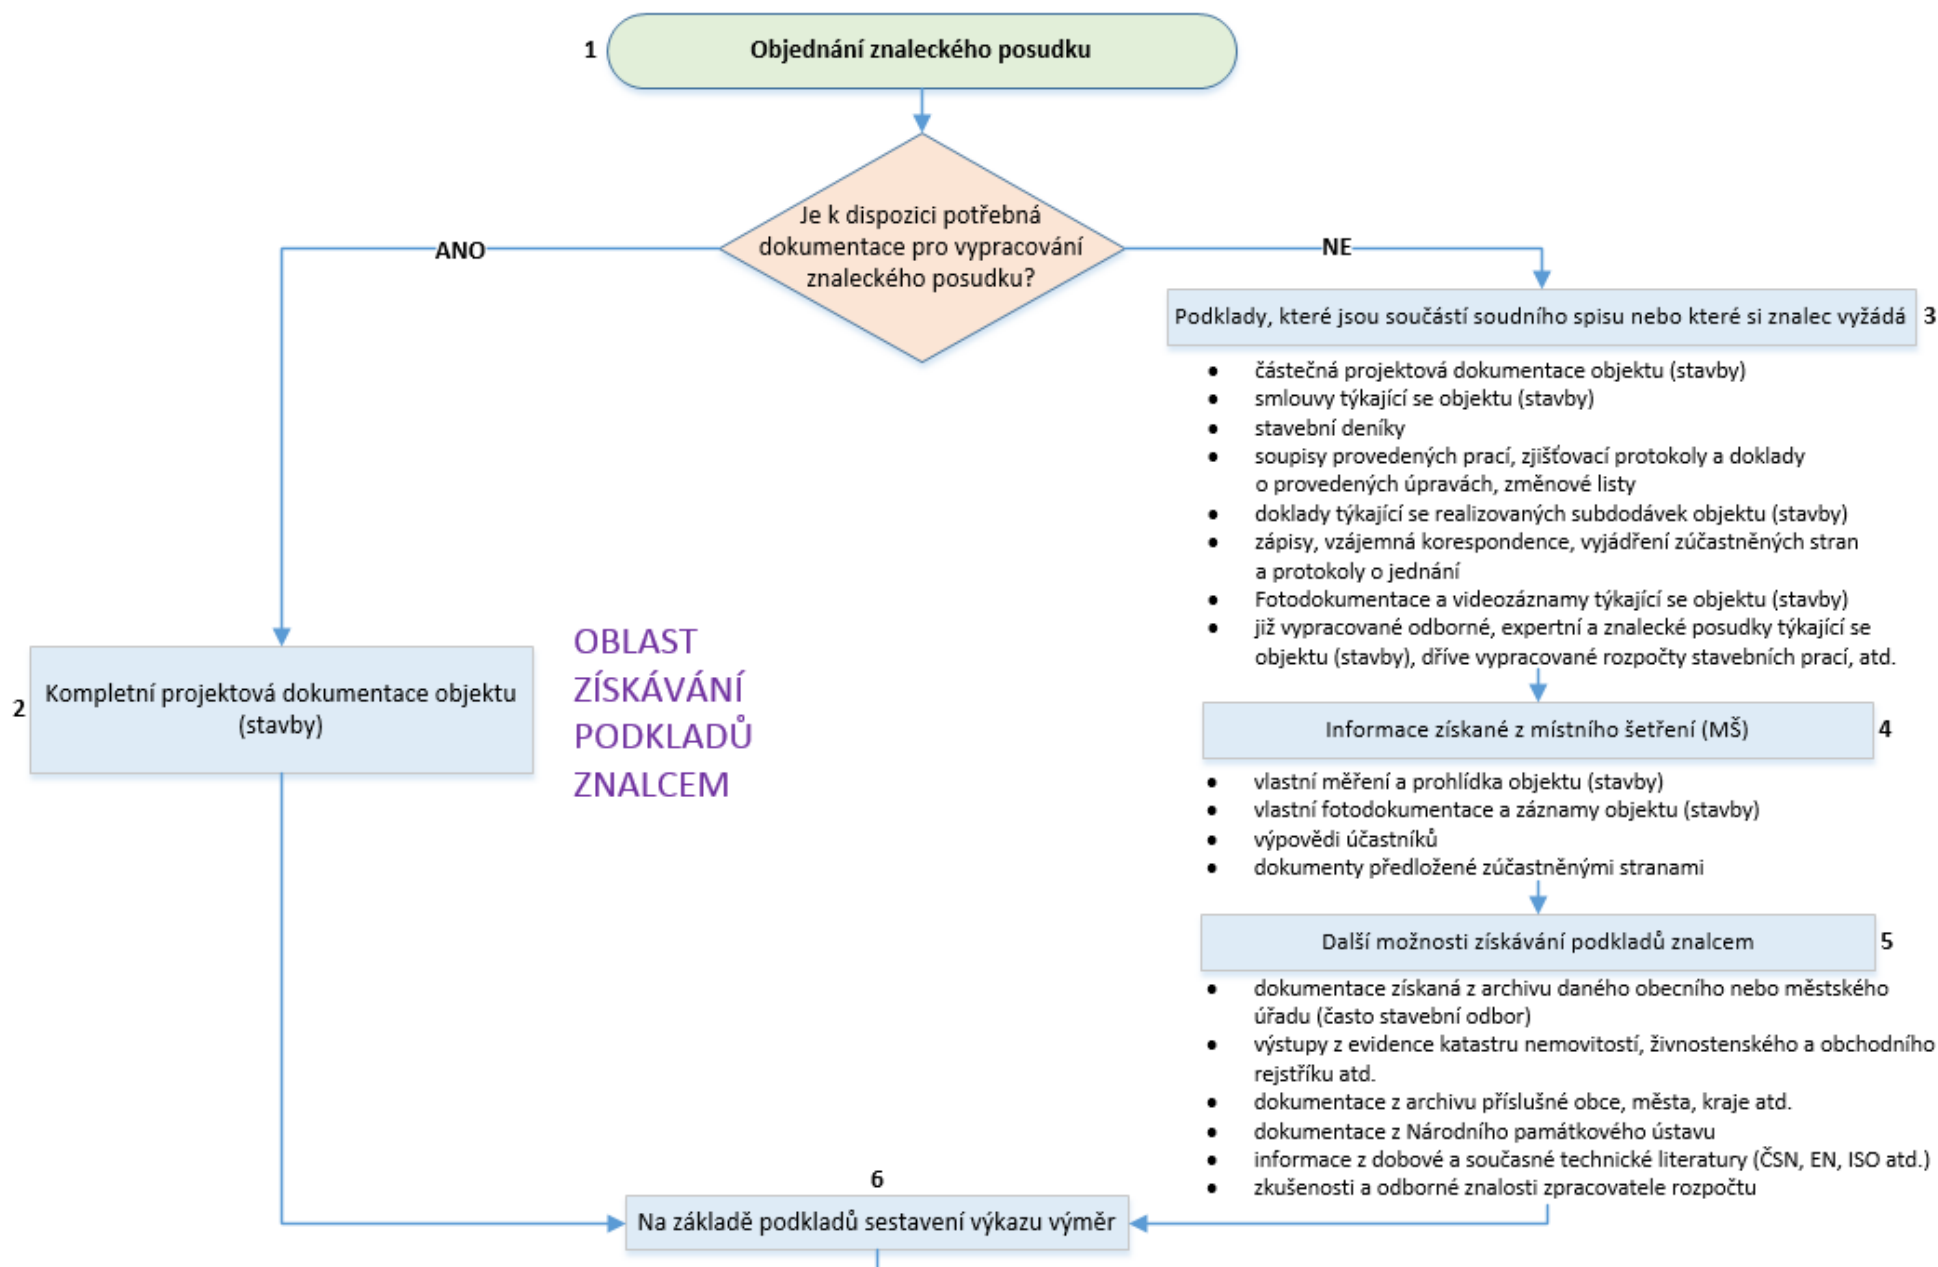 1
Objednání znaleckého posudku
Je k dispozici potřebná
dokumentace pro vypracování
znaleckého posudku?
ANO
NE
Podklady, které jsou součástí soudního spisu nebo které si znalec vyžádá
3
• částečná projektová dokumentace objektu (stavby)
• smlouvy týkající se objektu (stavby)
• stavební deníky
• soupisy provedených prací, zjišťovací protokoly a doklady
o provedených úpravách, změnové listy
• doklady týkající se realizovaných subdodávek objektu (stavby)
• zápisy, vzájemná korespondence, vyjádření zúčastněných stran
a protokoly o jednání
• Fotodokumentace a videozáznamy týkající se objektu (stavby)
• již vypracované odborné, expertní a znalecké posudky týkající se
objektu (stavby), dříve vypracované rozpočty stavebních prací, atd.
2
Kompletní projektová dokumentace objektu
(stavby)
OBLAST
ZÍSKÁVÁNÍ
PODKLADŮ
ZNALCEM
Informace získané z místního šetření (MŠ)
4
• vlastní měření a prohlídka objektu (stavby)
• vlastní fotodokumentace a záznamy objektu (stavby)
• výpovědi účastníků
• dokumenty předložené zúčastněnými stranami
Další možnosti získávání podkladů znalcem
5
• dokumentace získaná z archivu daného obecního nebo městského
úřadu (často stavební odbor)
• výstupy z evidence katastru nemovitostí, živnostenského a obchodního
rejstříku atd.
• dokumentace z archivu příslušné obce, města, kraje atd.
• dokumentace z Národního památkového ústavu
• informace z dobové a současné technické literatury (ČSN, EN, ISO atd.)
• zkušenosti a odborné znalosti zpracovatele rozpočtu
6
Na základě podkladů sestavení výkazu výměr